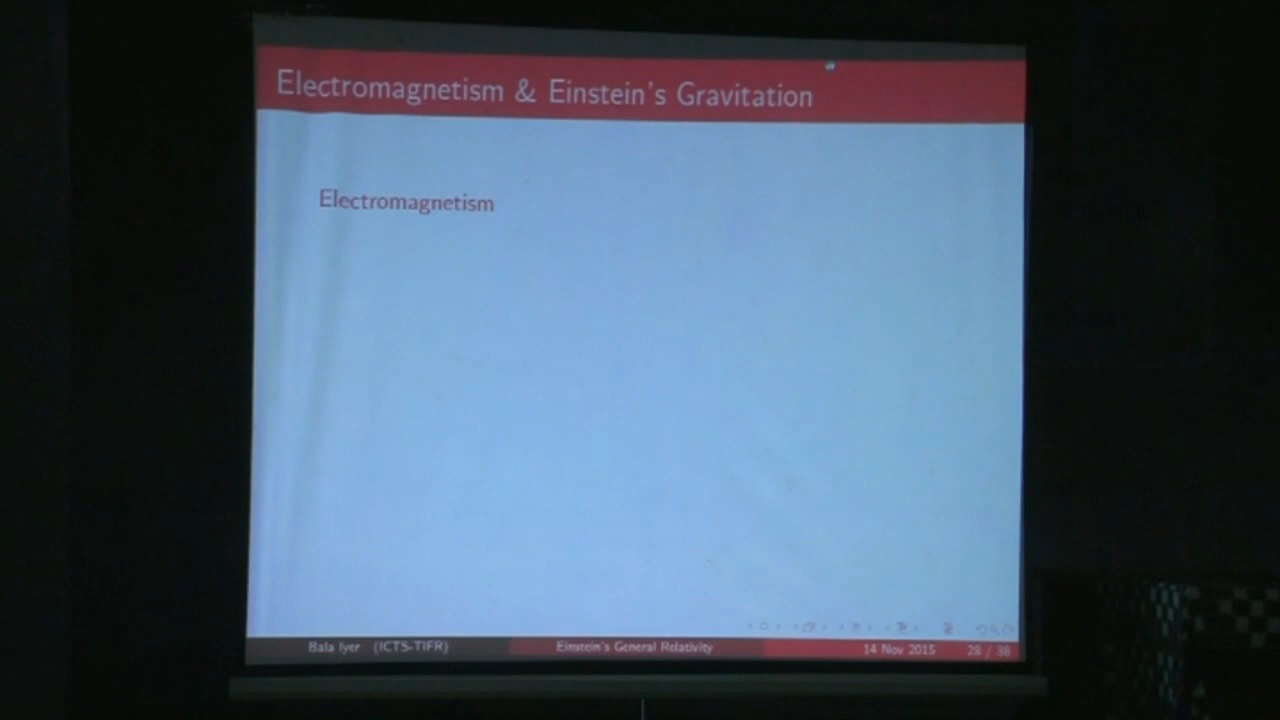 Electromagnetism & Einstein's Gravitation
Electromagnetism
Bala Iyer (ICTS-TIFR) Einstein's General Relativity 14 Nov 2015 28 / 38